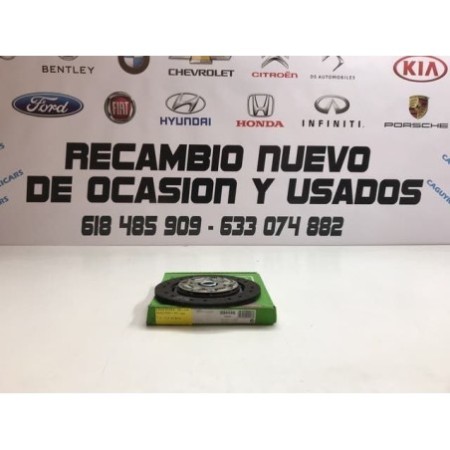 BENTLEY
CHEVROLET
CITROËN
DS AUTOMOBILES
KIA
Ford
FIAT
HYUNDAI
HONDA
INFINITI
PORSCHE
RECAMBIO NUEVO
DE OCASION Y USADOS
618 485 909 - 633 074 882